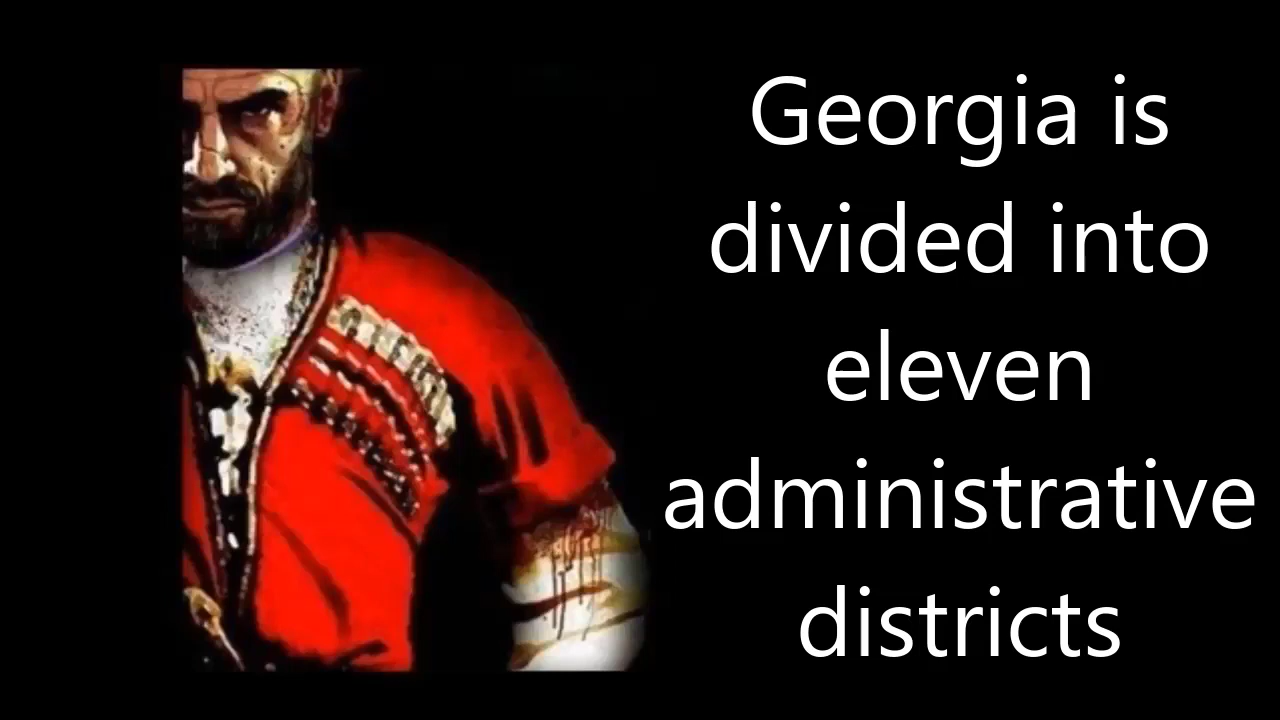 Georgia is
divided into
eleven
administrative
districts